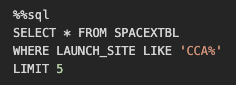 %%sql
SELECT * FROM SPACEXTBL
WHERE LAUNCH_SITE LIKE 'CCA%'
LIMIT 5